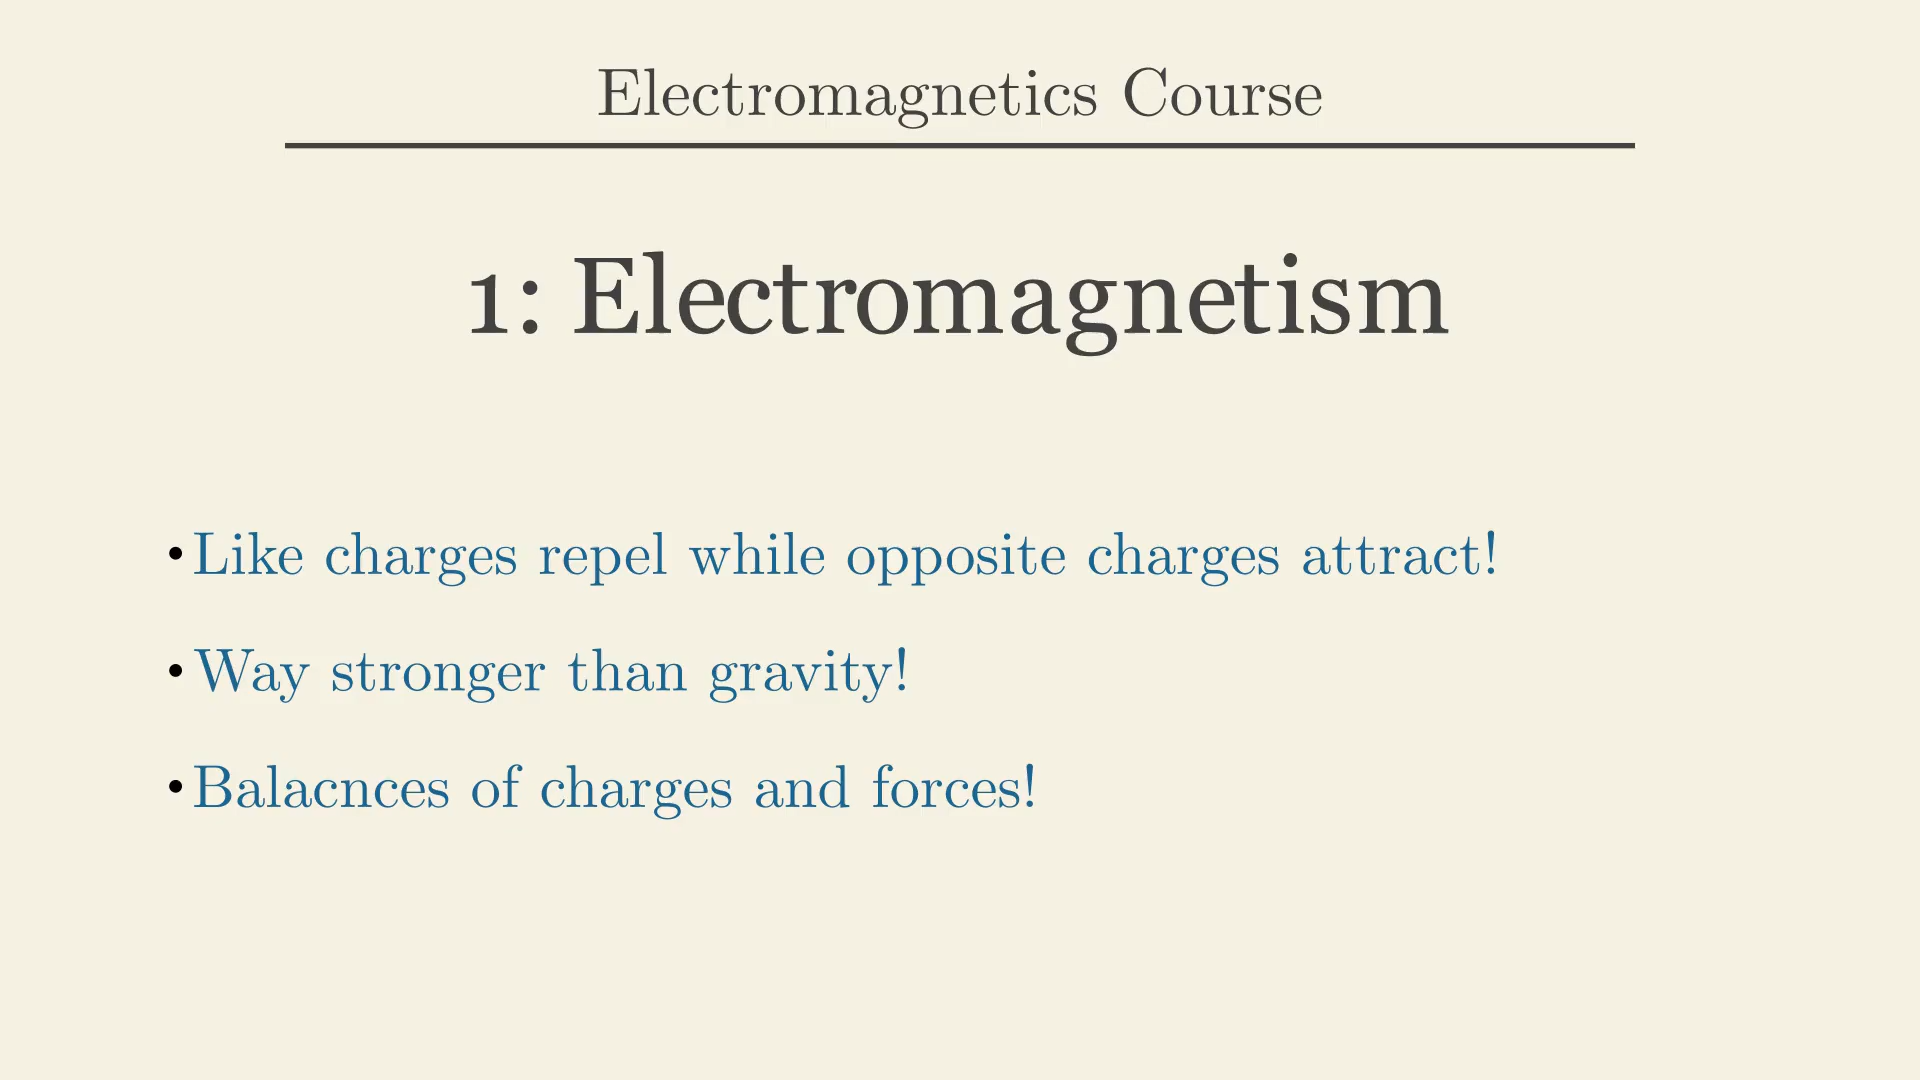 Electromagnetics Course
1: Electromagnetism
•Like charges repel while opposite charges attract!
•Way stronger than gravity!
•Balacnces of charges and forces!